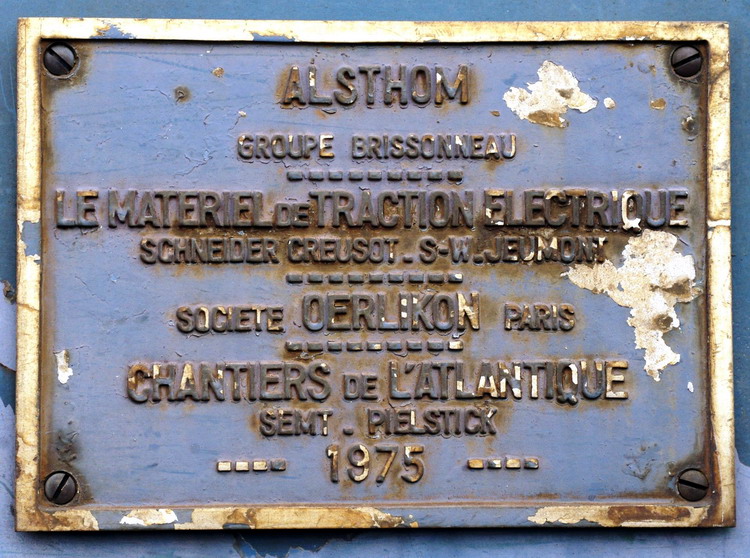 ALSTHOM
GROUPE BRISSONNEAU
LE MATERIEL DE TRACTION ELECTRIQUE
SCHNEIDER CREUSOT - S-W - JEUMONT
SOCIETE OERLIKON PARIS
CHANTIERS DE L'ATLANTIQUE
SEMT - PIELSTICK
1975